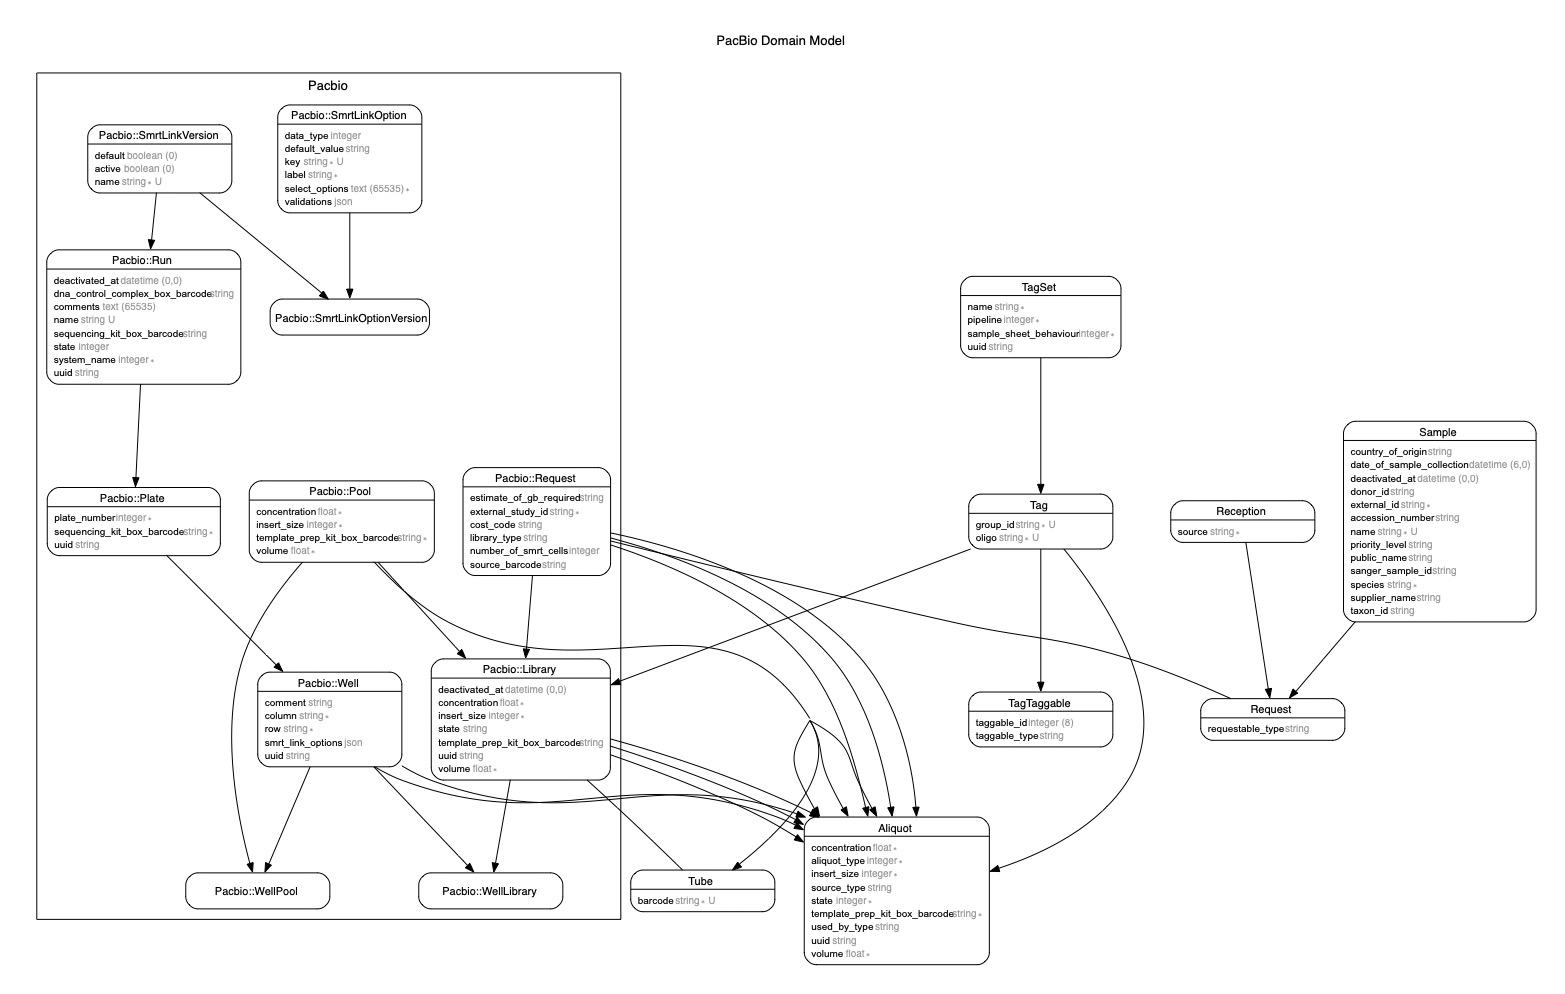 PacBio Domain Model
Pacbio
Pacbio::SmrtLinkVersion
default boolean (0)
active boolean (0)
name string ∗ U
Pacbio::SmrtLinkOption
data_type integer
default_value string
key string ∗ U
label string ∗
select_options text (65535) ∗
validations json
Pacbio::Run
deactivated_at datetime (0,0)
dna_control_complex_box_barcode string
comments text (65535)
name string U
sequencing_kit_box_barcode string
state integer
system_name integer ∗
uuid string
Pacbio::SmrtLinkOptionVersion
TagSet
name string ∗
pipeline integer ∗
sample_sheet_behaviour integer ∗
uuid string
Pacbio::Plate
plate_number integer ∗
sequencing_kit_box_barcode string ∗
uuid string
Pacbio::Pool
concentration float ∗
insert_size integer ∗
template_prep_kit_box_barcode string ∗
volume float ∗
Pacbio::Request
estimate_of_gb_required string
external_study_id string ∗
cost_code string
library_type string
number_of_smrt_cells integer
source_barcode string
Tag
group_id string ∗ U
oligo string ∗ U
Reception
source string ∗
Sample
country_of_origin string
date_of_sample_collection datetime (6,0)
deactivated_at datetime (0,0)
donor_id string
external_id string ∗
accession_number string
name string ∗ U
priority_level string
public_name string
sanger_sample_id string
species string ∗
supplier_name string
taxon_id string
Pacbio::Well
comment string
column string ∗
row string ∗
smrt_link_options json
uuid string
Pacbio::Library
deactivated_at datetime (0,0)
concentration float ∗
insert_size integer ∗
state string
template_prep_kit_box_barcode string
uuid string
volume float ∗
TagTaggable
taggable_id integer (8)
taggable_type string
Request
requestable_type string
Pacbio::WellPool
Pacbio::WellLibrary
Tube
barcode string ∗ U
Aliquot
concentration float ∗
aliquot_type integer ∗
insert_size integer ∗
source_type string
state integer ∗
template_prep_kit_box_barcode string ∗
used_by_type string
uuid string
volume float ∗